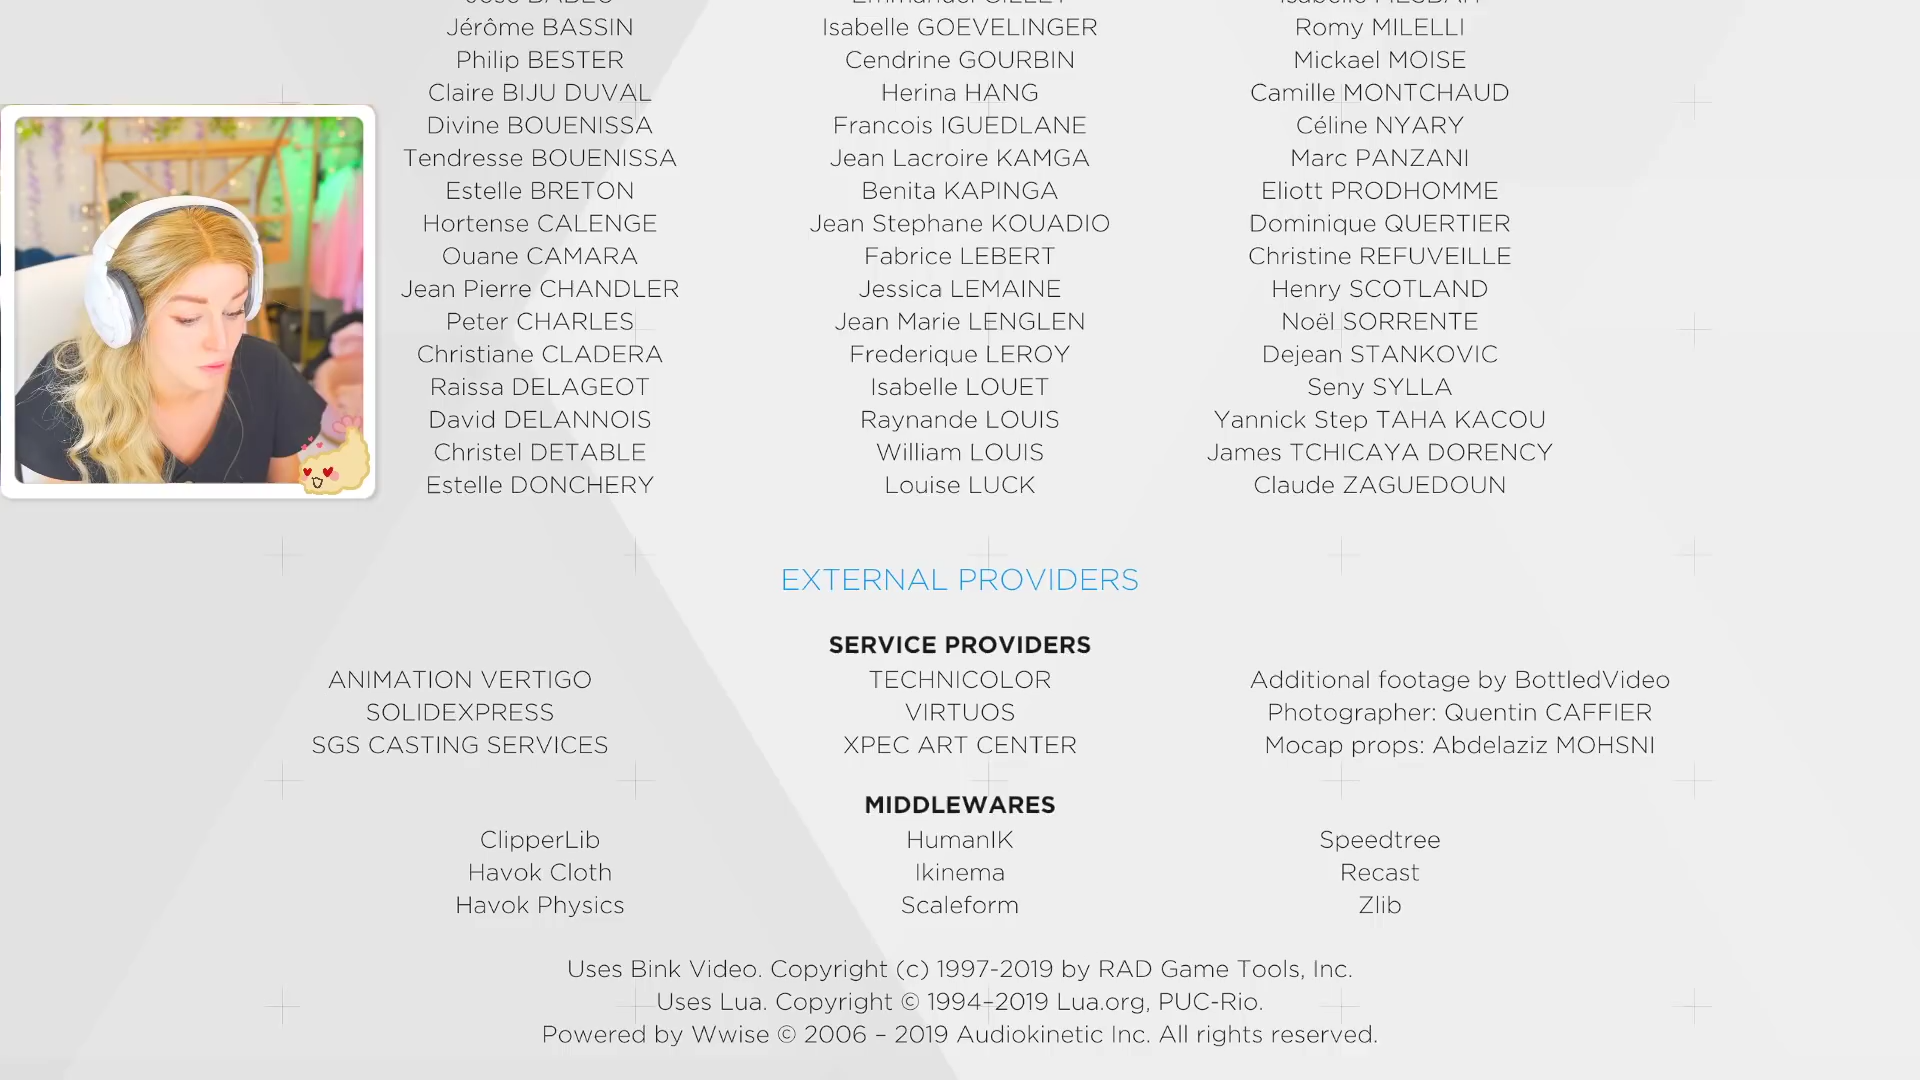 Jérôme BASSIN
Philip BESTER
Claire BIJU DUVAL
Divine BOUENISSA
Tendresse BOUENISSA
Estelle BRETON
Hortense CALENGE
Ouane CAMARA
Jean Pierre CHANDLER
Peter CHARLES
Christiane CLADERA
Raissa DELAGEOT
David DELANNOIS
Christel DETABLE
Estelle DONCHERY
Isabelle GOEVELINGER
Cendrine GOURBIN
Herina HANG
Francois IGUEDLANE
Jean Lacroire KAMGA
Benita KAPINGA
Jean Stephane KOUADIO
Fabrice LEBERT
Jessica LEMAINE
Jean Marie LENGLEN
Frederique LEROY
Isabelle LOUET
Raynande LOUIS
William LOUIS
Louise LUCK
Romy MILELLI
Mickael MOISE
Camille MONTCHAUD
Céline NYARY
Marc PANZANI
Eliott PRODHOMME
Dominique QUERTIER
Christine REFUVEILLE
Henry SCOTLAND
Noël SORRENTE
Dejean STANKOVIC
Seny SYLLA
Yannick Step TAHA KACOU
James TCHICAYA DORENCY
Claude ZAGUEDOUN
EXTERNAL PROVIDERS
SERVICE PROVIDERS
ANIMATION VERTIGO
SOLIDEXPRESS
SGS CASTING SERVICES
TECHNICOLOR
VIRTUOS
XPEC ART CENTER
Additional footage by BottledVideo
Photographer: Quentin CAFFIER
Mocap props: Abdelaziz MOHSNI
MIDDLEWARES
ClipperLib
Havok Cloth
Havok Physics
HumanIK
Ikinema
Scaleform
Speedtree
Recast
Zlib
Uses Bink Video. Copyright (c) 1997-2019 by RAD Game Tools, Inc.
Uses Lua. Copyright © 1994–2019 Lua.org, PUC-Rio.
Powered by Wwise © 2006 – 2019 Audiokinetic Inc. All rights reserved.